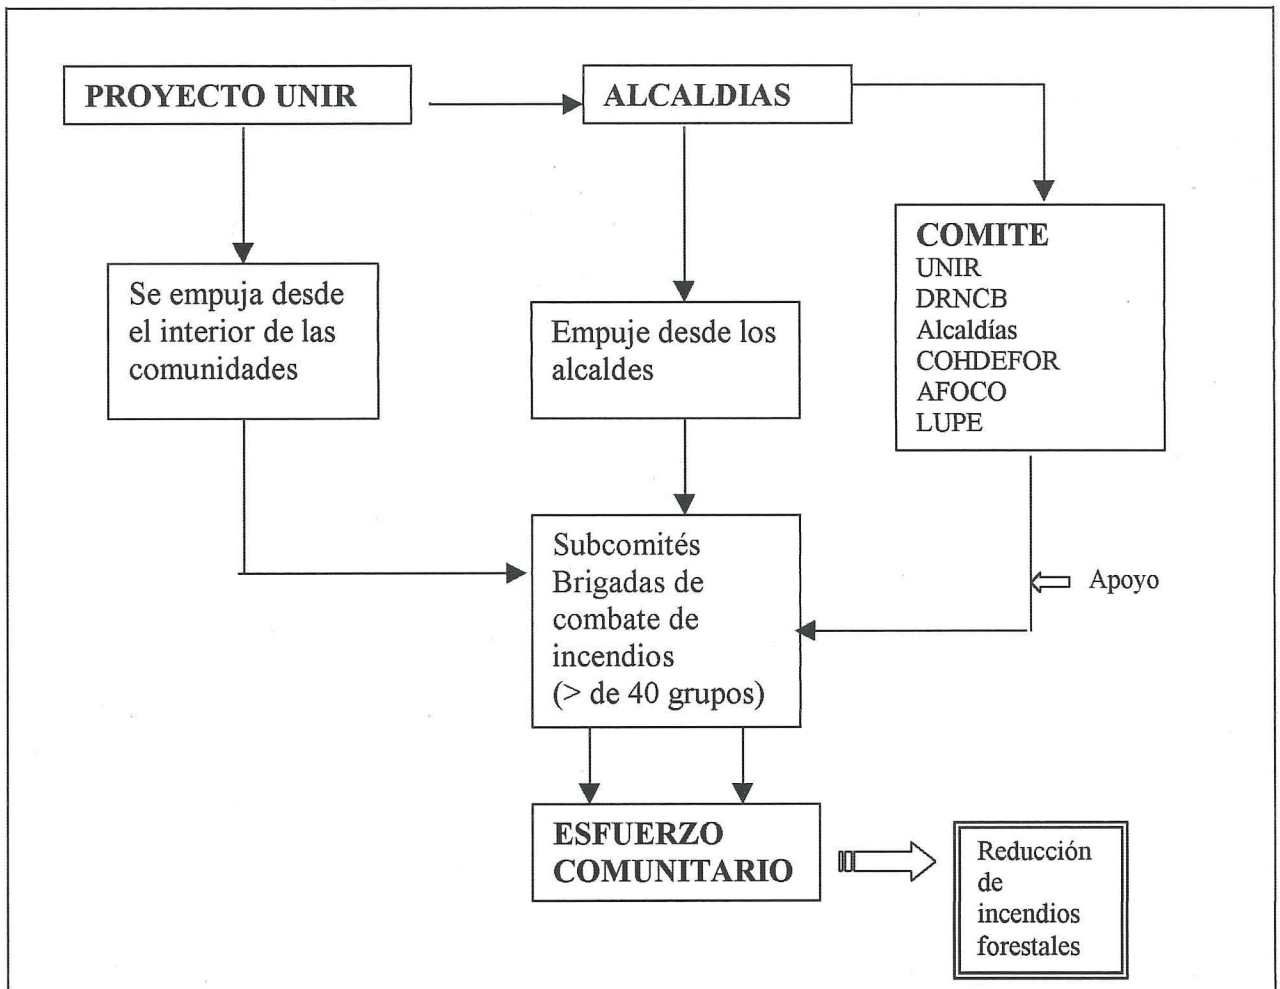 PROYECTO UNIR
ALCALDIAS
COMITE
UNIR
DRNCB
Alcaldías
COHDEFOR
AFOCO
LUPE
Se empuja desde
el interior de las
comunidades
Empuje desde los
alcaldes
Subcomités
Brigadas de
combate de
incendios
(> de 40 grupos)
Apoyo
ESFUERZO
COMUNITARIO
Reducción
de
incendios
forestales